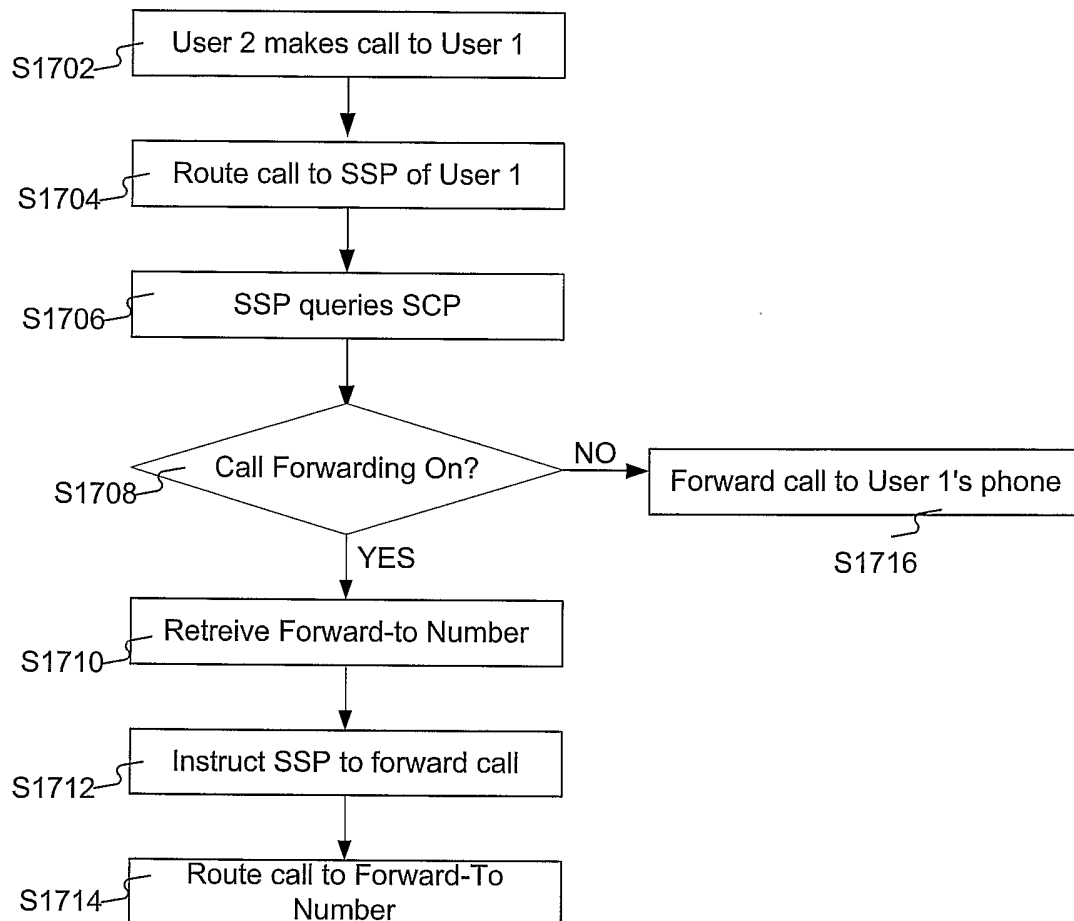 User 2 makes call to User 1
S1702
Route call to SSP of User 1
S1704
SSP queries SCP
S1706
Call Forwarding On?
S1708
NO
Forward call to User 1's phone
S1716
YES
Retreive Forward-to Number
S1710
Instruct SSP to forward call
S1712
Route call to Forward-To
Number
S1714